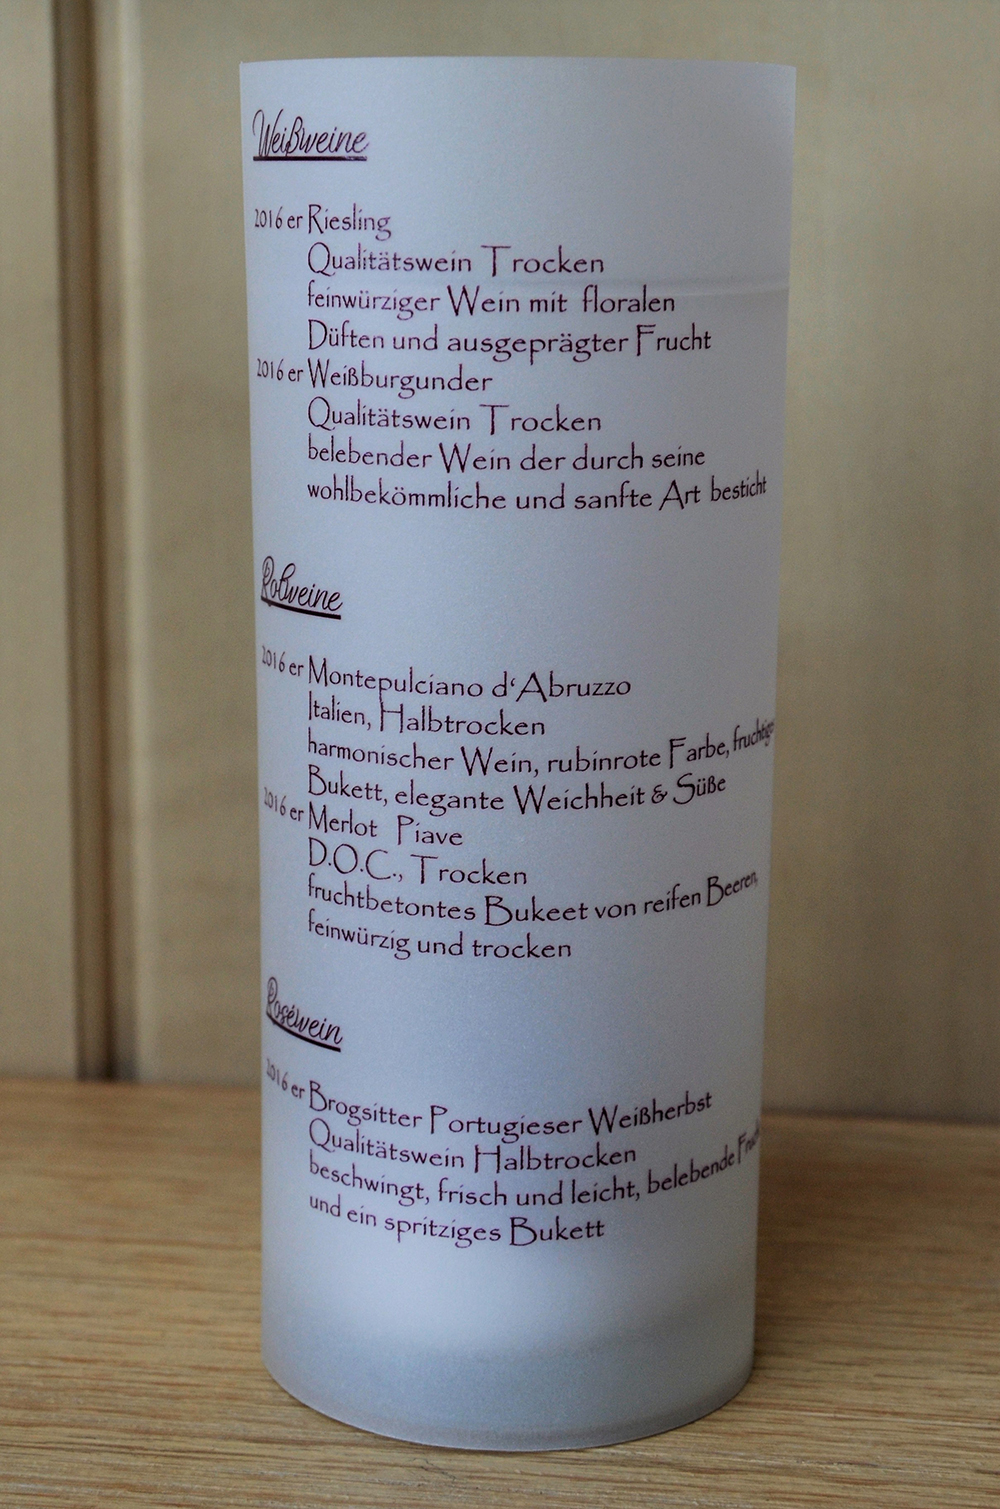 Weißweine
2016 er Riesling
Qualitätswein Trocken
feinwürziger Wein mit floralen
Düften und ausgeprägter Frucht
2016 er Weißburgunder
Qualitätswein Trocken
belebender Wein der durch seine
wohlbekömmliche und sanfte Art besticht
Roßweine
2016 er Montepulciano d'Abruzzo
Italien, Halbtrocken
harmonischer Wein, rubinrote Farbe,
Bukett, elegante Weichheit & Süße
2016 er Merlot Piave
D.O.C., Trocken
fruchtbetontes Bukeet von reifen Beeren,
feinwürzig und trocken
Roséwein
2016 er Brogsitter Portugieser Weißherbst
Qualitätswein Halbtrocken
beschwingt, frisch und leicht, belebende
und ein spritziges Bukett